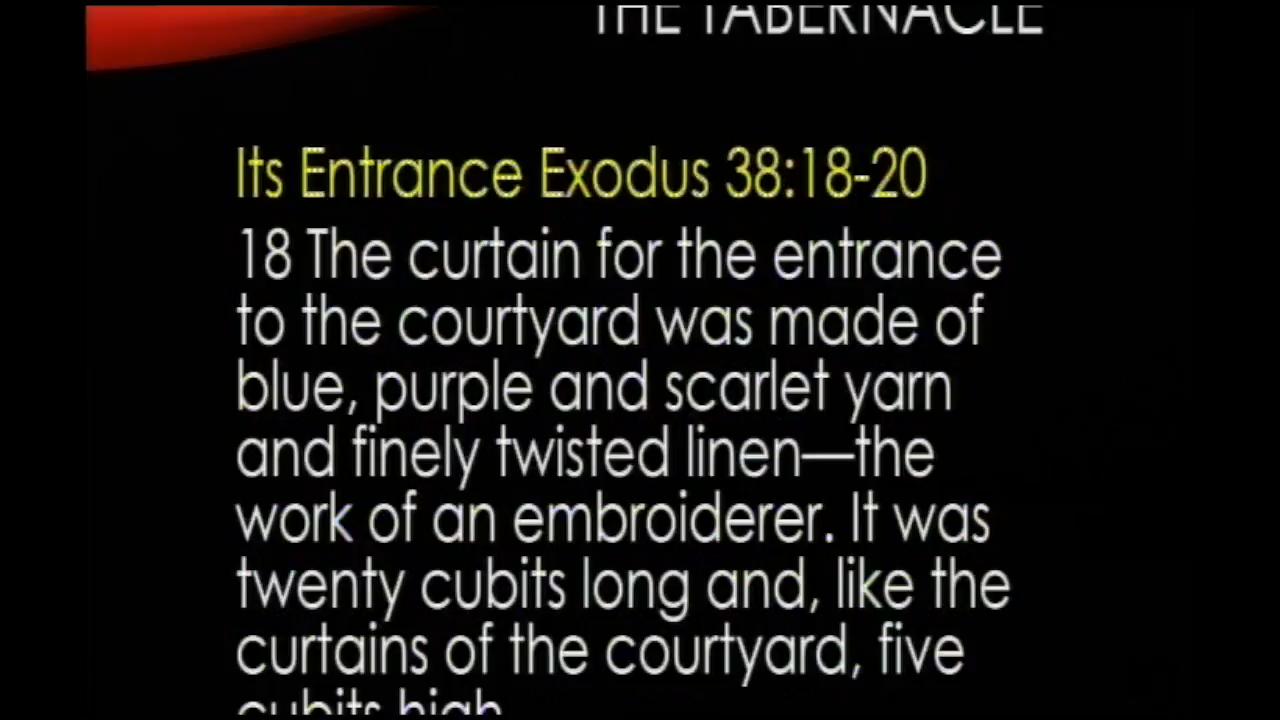 THE TABERNACLE
Its Entrance Exodus 38:18-20
18 The curtain for the entrance
to the courtyard was made of
blue, purple and scarlet yarn
and finely twisted linen—the
work of an embroiderer. It was
twenty cubits long and, like the
curtains of the courtyard, five
cubits high